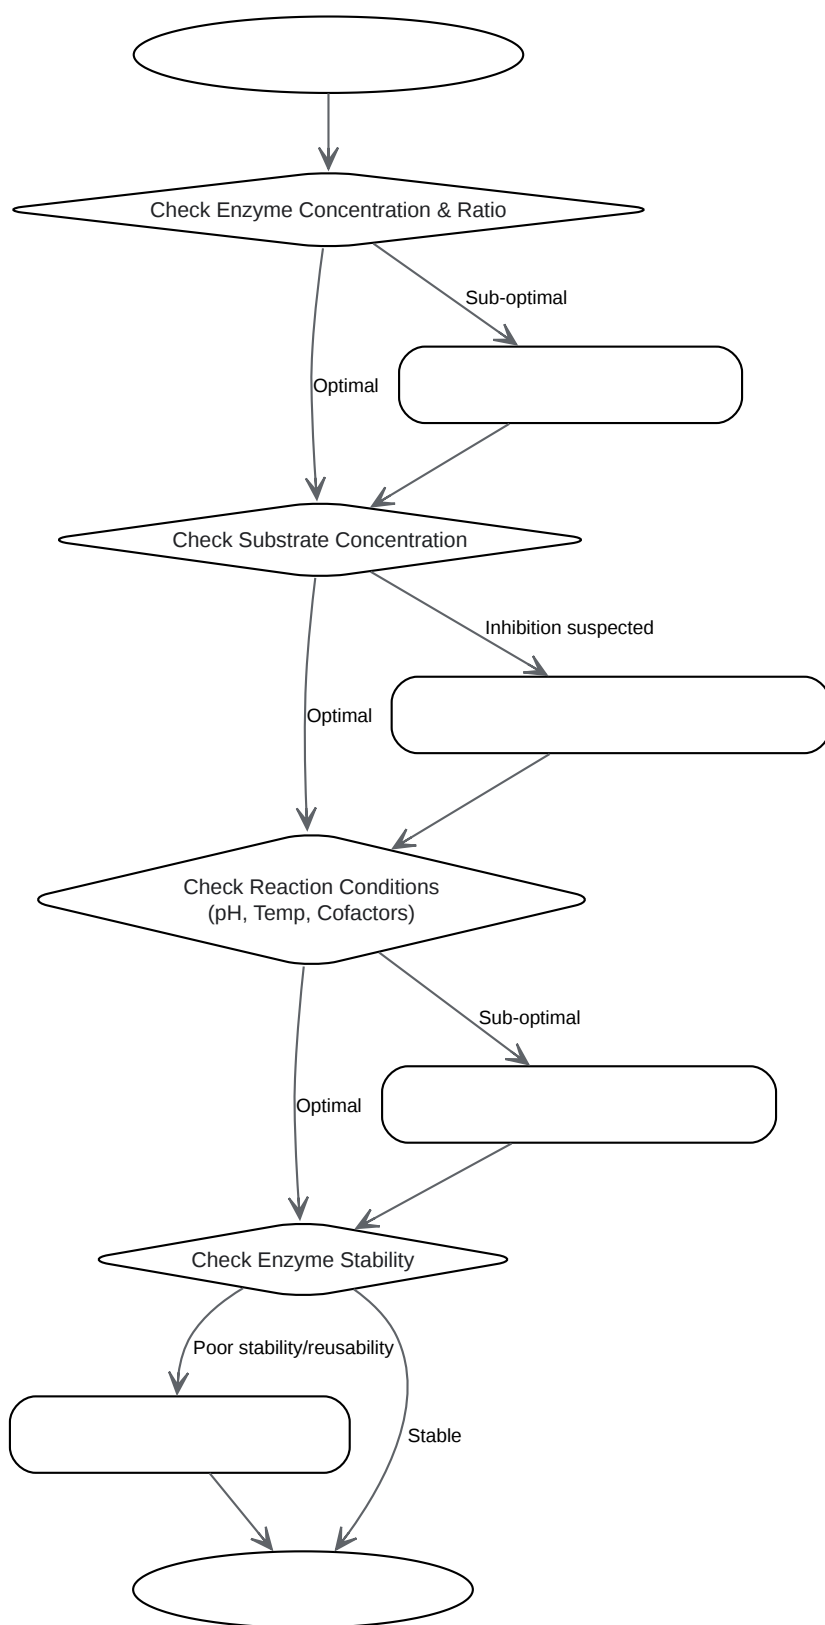 Check Enzyme Concentration & Ratio
Sub-optimal
Optimal
Check Substrate Concentration
Inhibition suspected
Optimal
Check Reaction Conditions
(pH, Temp, Cofactors)
Sub-optimal
Optimal
Check Enzyme Stability
Poor stability/reusability
Stable